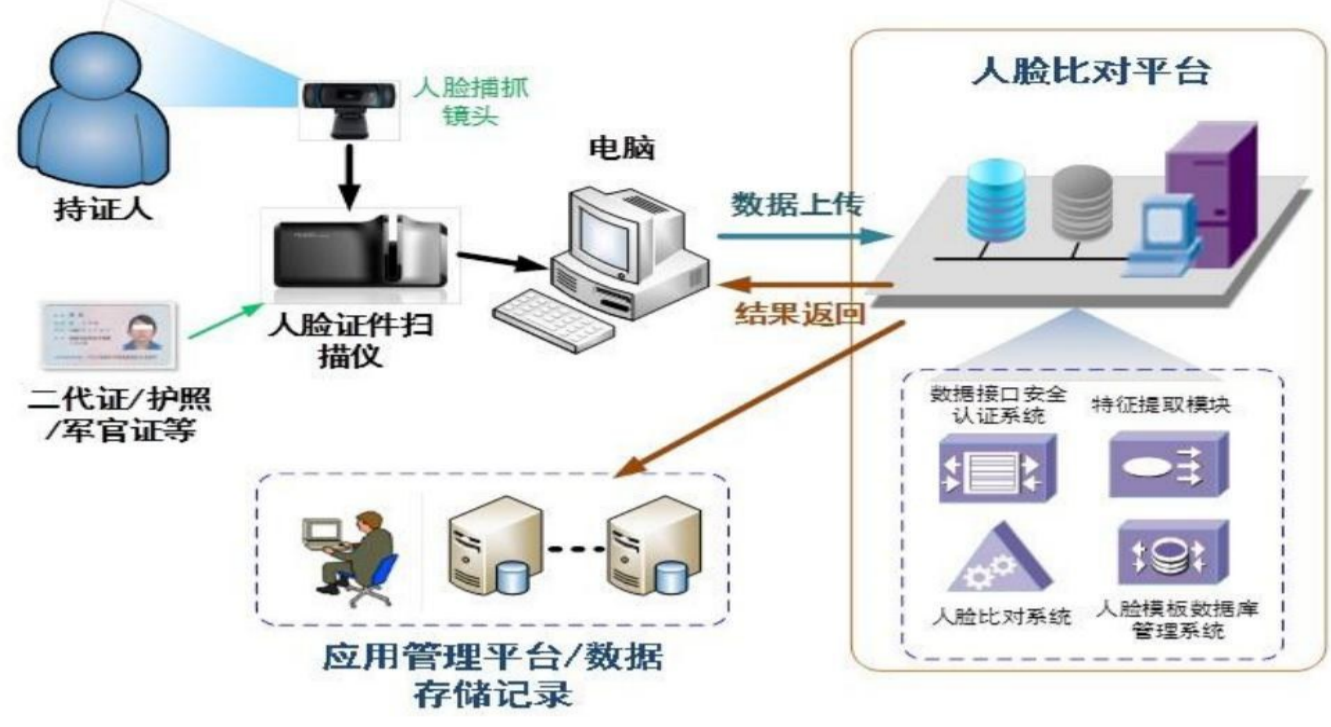 人脸捕抓
镜头
持证人
电脑
人脸比对平台
数据上传
结果返回
人脸证件扫
描仪
二代证/护照
/军官证等
数据接口安全
认证系统
特征提取模块
人脸比对系统
人脸模板数据库
管理系统
应用管理平台/数据
存储记录